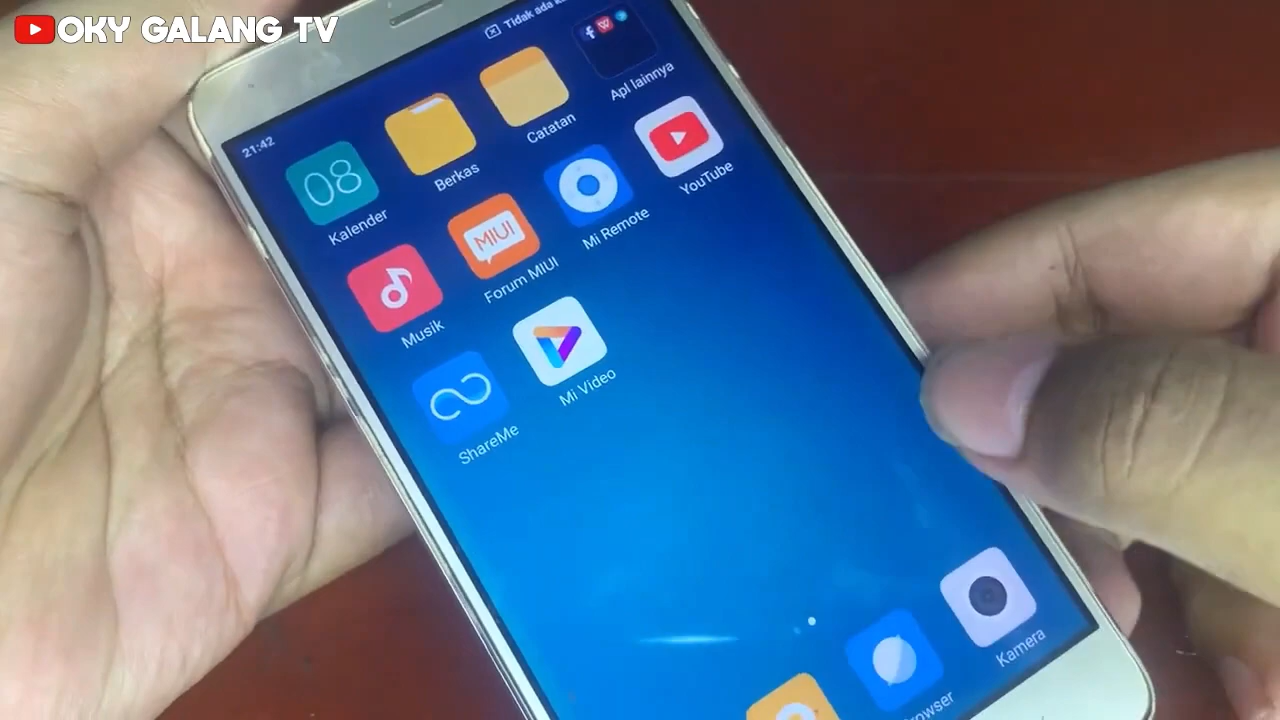 OKY GALANG TV
Tidak ada
21:42
08
Kalender
Berkas
Catatan
Apl lainnya
Musik
MIUI
Forum MIUI
Mi Remote
YouTube
ShareMe
Mi Video
Kamera